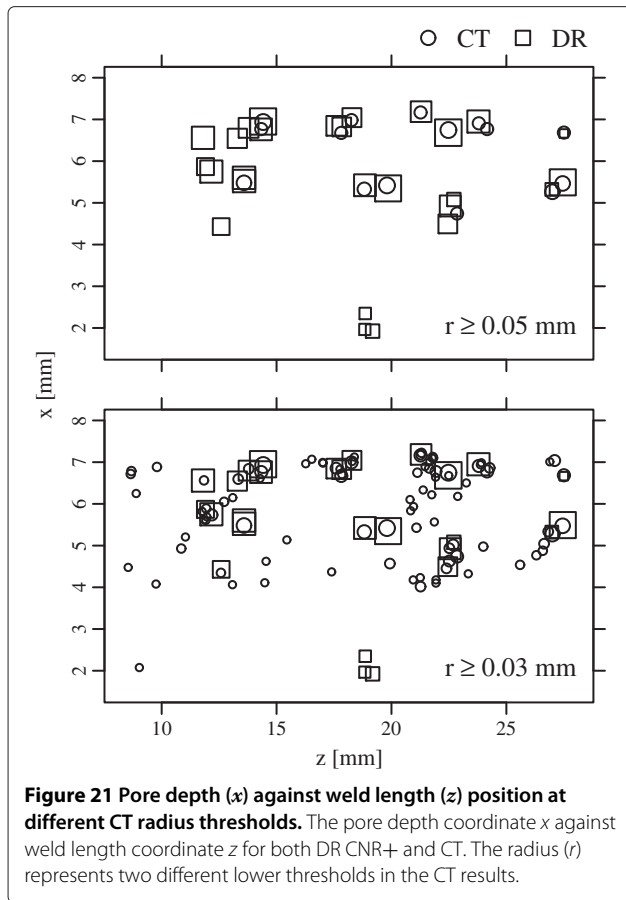 CT DR
8
7
6
5
4
3
2
r ≥ 0.05 mm
x [mm]
8
7
6
5
4
3
2
r ≥ 0.03 mm
10 15 20 25
z [mm]
Figure 21 Pore depth (x) against weld length (z) position at
different CT radius thresholds. The pore depth coordinate x against
weld length coordinate z for both DR CNR+ and CT. The radius (r)
represents two different lower thresholds in the CT results.